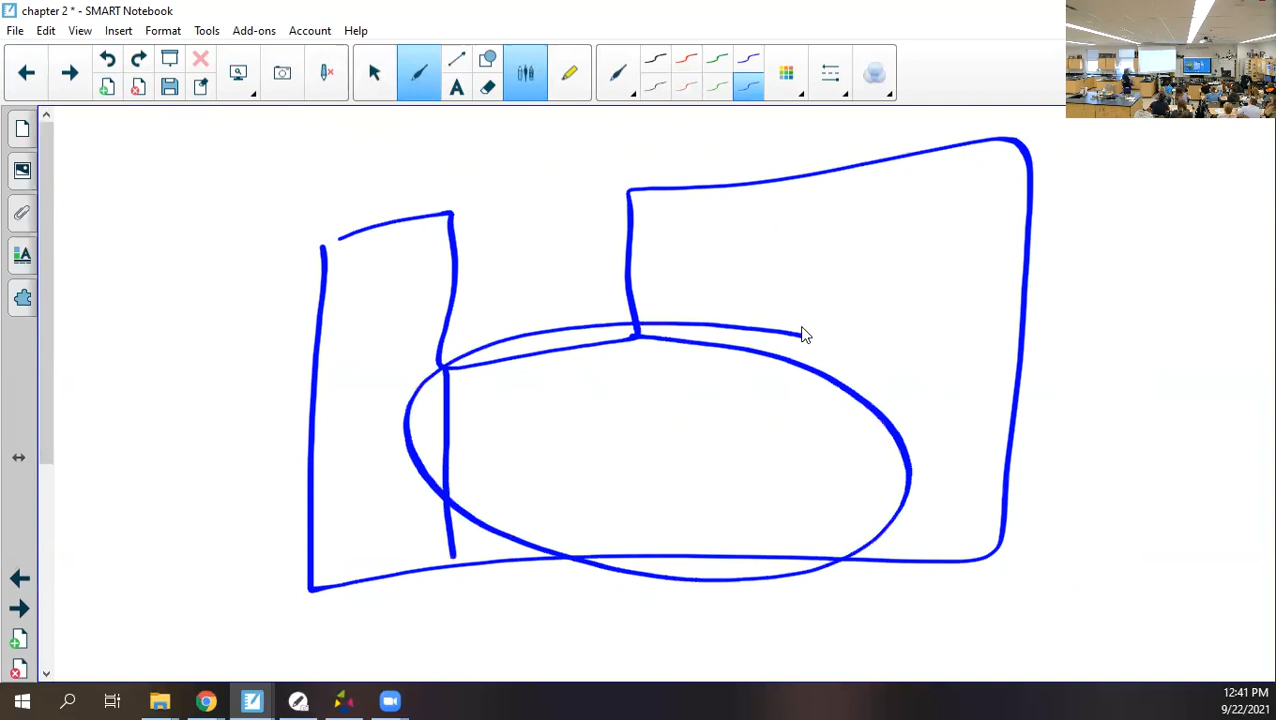 chapter 2 * - SMART Notebook
File Edit View Insert Format Tools Add-ons Account Help
12:41 PM
9/22/2021